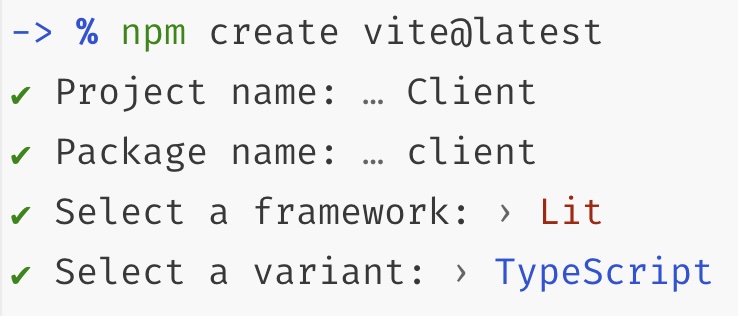 -> % npm create vite@latest
✔ Project name: … Client
✔ Package name: … client
✔ Select a framework: › Lit
✔ Select a variant: › TypeScript